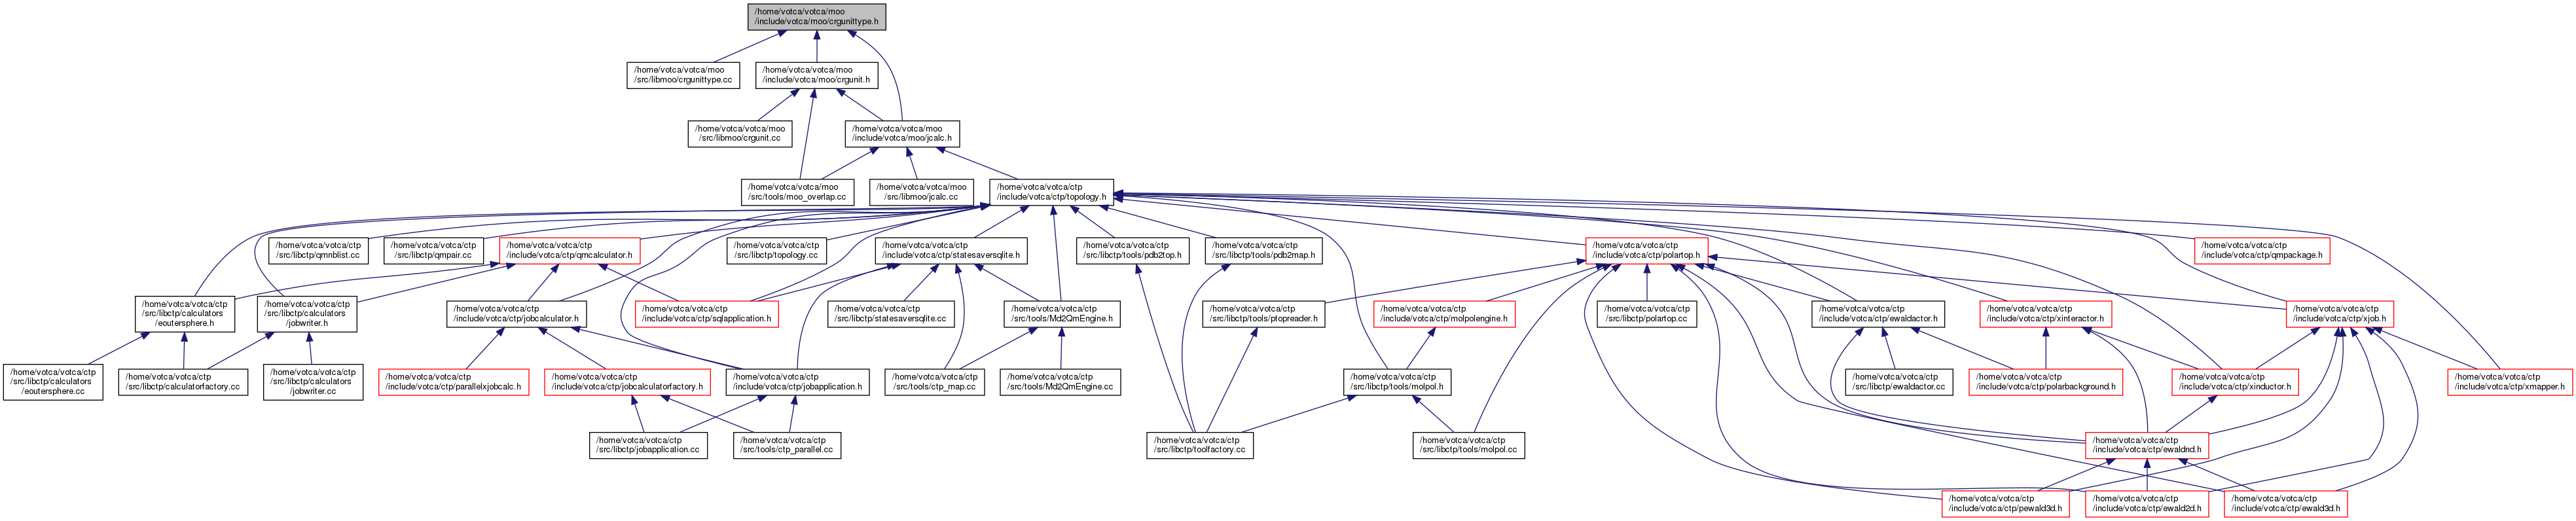 /home/votca/votca/moo
/include/votca/moo/crgunittype.h
/home/votca/votca/moo
/src/libmoo/crgunittype.cc
/home/votca/votca/moo
/include/votca/moo/crgunit.h
/home/votca/votca/moo
/src/libmoo/crgunit.cc
/home/votca/votca/moo
/include/votca/moo/jcalc.h
/home/votca/votca/moo
/src/tools/moo_overlap.cc
/home/votca/votca/moo
/src/libmoo/jcalc.cc
/home/votca/votca/ctp
/include/votca/ctp/topology.h
/home/votca/votca/ctp
/src/libctp/qmnblist.cc
/home/votca/votca/ctp
/src/libctp/qmpair.cc
/home/votca/votca/ctp
/include/votca/ctp/qmcalculator.h
/home/votca/votca/ctp
/src/libctp/topology.cc
/home/votca/votca/ctp
/include/votca/ctp/statesaversqlite.h
/home/votca/votca/ctp
/src/libctp/tools/pdb2top.h
/home/votca/votca/ctp
/src/libctp/tools/pdb2map.h
/home/votca/votca/ctp
/include/votca/ctp/polartop.h
/home/votca/votca/ctp
/include/votca/ctp/qmpackage.h
/home/votca/votca/ctp
/src/libctp/calculators
/eoutersphere.h
/home/votca/votca/ctp
/src/libctp/calculators
/jobwriter.h
/home/votca/votca/ctp
/include/votca/ctp/jobcalculator.h
/home/votca/votca/ctp
/include/votca/ctp/sqlapplication.h
/home/votca/votca/ctp
/src/libctp/statesaversqlite.cc
/home/votca/votca/ctp
/src/tools/Md2QmEngine.h
/home/votca/votca/ctp
/src/libctp/tools/ptopreader.h
/home/votca/votca/ctp
/include/votca/ctp/molpolengine.h
/home/votca/votca/ctp
/src/libctp/polartop.cc
/home/votca/votca/ctp
/include/votca/ctp/ewaldactor.h
/home/votca/votca/ctp
/include/votca/ctp/xinteractor.h
/home/votca/votca/ctp
/include/votca/ctp/xjob.h
/home/votca/votca/ctp
/src/libctp/calculators
/eoutersphere.cc
/home/votca/votca/ctp
/src/libctp/calculatorfactory.cc
/home/votca/votca/ctp
/src/libctp/calculators
/jobwriter.cc
/home/votca/votca/ctp
/include/votca/ctp/parallelxjobcalc.h
/home/votca/votca/ctp
/include/votca/ctp/jobcalculatorfactory.h
/home/votca/votca/ctp
/include/votca/ctp/jobapplication.h
/home/votca/votca/ctp
/src/tools/ctp_map.cc
/home/votca/votca/ctp
/src/tools/Md2QmEngine.cc
/home/votca/votca/ctp
/src/libctp/tools/molpol.h
/home/votca/votca/ctp
/src/libctp/ewaldactor.cc
/home/votca/votca/ctp
/include/votca/ctp/polarbackground.h
/home/votca/votca/ctp
/include/votca/ctp/xinductor.h
/home/votca/votca/ctp
/include/votca/ctp/xmapper.h
/home/votca/votca/ctp
/src/libctp/jobapplication.cc
/home/votca/votca/ctp
/src/tools/ctp_parallel.cc
/home/votca/votca/ctp
/src/libctp/toolfactory.cc
/home/votca/votca/ctp
/src/libctp/tools/molpol.cc
/home/votca/votca/ctp
/include/votca/ctp/ewaldnd.h
/home/votca/votca/ctp
/include/votca/ctp/pewald3d.h
/home/votca/votca/ctp
/include/votca/ctp/ewald2d.h
/home/votca/votca/ctp
/include/votca/ctp/ewald3d.h